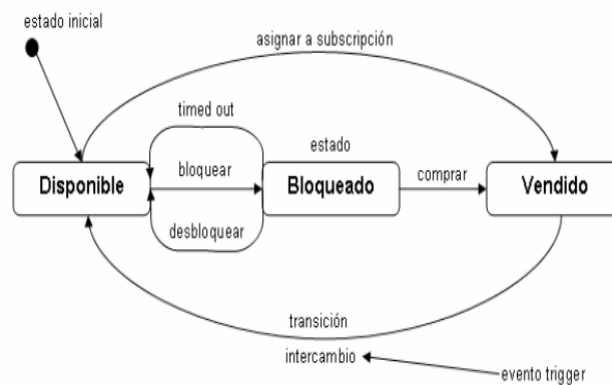 estado inicial
asignar a subscripción
timed out
estado
Disponible
bloquear
Bloqueado
comprar
Vendido
desbloquear
transición
intercambio
evento trigger